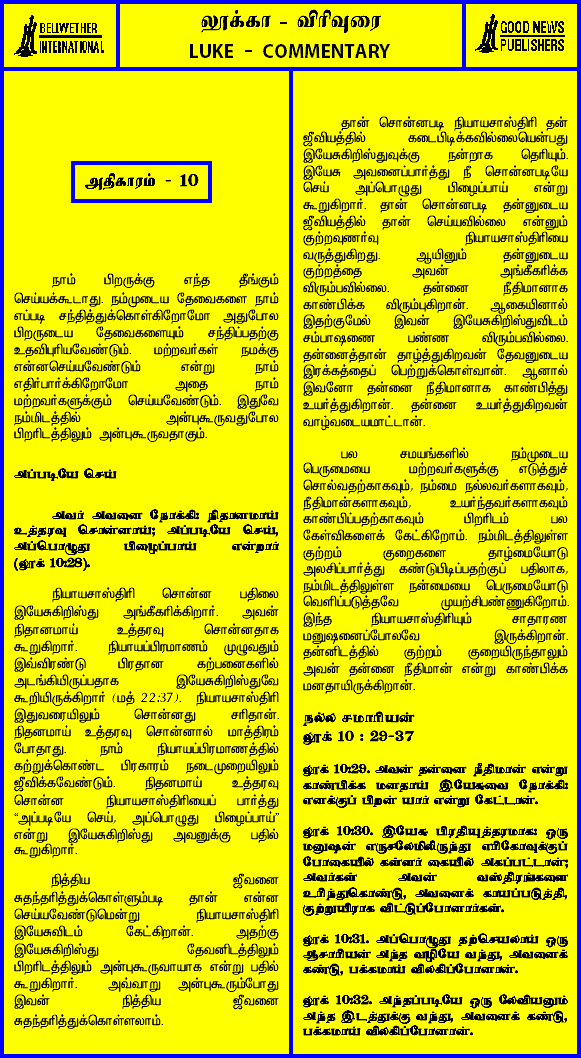 BELWETHER
INTERNATIONAL
லூக்கா - விரிவுரை
LUKE - COMMENTARY
GOOD NEWS
PUBLISHERS
அதிகாரம் - 10
நாம் பிறருக்கு எந்த தீங்கும்
செய்யக்கூடாது. நம்முடைய தேவைகளை நாம்
எப்படி சந்தித்துக்கொள்கிறோமோ அதுபோல
பிறருடைய தேவைகளையும் சந்திப்பதற்கு
உதவிபுரியவேண்டும். மற்றவர்கள் நமக்கு
என்னசெய்யவேண்டும் என்று நாம்
எதிர்பார்க்கிறோமோ அதை நாம்
மற்றவர்களுக்கும் செய்யவேண்டும். இதுவே
நம்மிடத்தில் அன்புகூருவதுபோல
பிறரிடத்திலும் அன்புகூருவதாகும்.
அப்படியே செய்
அவர் அவனை நோக்கி: நிதானமாய்
உத்தரவு சொன்னாய்; அப்படியே செய்,
அப்பொழுது பிழைப்பாய் என்றார்
(லூக் 10:28).
நியாயசாஸ்திரி சொன்ன பதிலை
இயேசுகிறிஸ்து அங்கீகரிக்கிறார். அவன்
நிதானமாய் உத்தரவு சொன்னதாக
கூறுகிறார். நியாயப்பிரமாணம் முழுவதும்
இவ்விரண்டு பிரதான கற்பனைகளில்
அடங்கியிருப்பதாக இயேசுகிறிஸ்துவே
கூறியிருக்கிறார் (மத் 22:37). நியாயசாஸ்திரி
இதுவரையிலும் சொன்னது சரிதான்.
நிதனமாய் உத்தரவு சொன்னால் மாத்திரம்
போதாது. நாம் நியாயப்பிரமாணத்தில்
கற்றுக்கொண்ட பிரகாரம் நடைமுறையிலும்
ஜீவிக்கவேண்டும். நிதனமாய் உத்தரவு
சொன்ன நியாயசாஸ்திரியைப் பார்த்து
“அப்படியே செய், அப்பொழுது பிழைப்பாய்”
என்று இயேசுகிறிஸ்து அவனுக்கு பதில்
கூறுகிறார்.
நித்திய ஜீவனை
சுதந்தரித்துக்கொள்ளும்படி தான் என்ன
செய்யவேண்டுமென்று நியாயசாஸ்திரி
இயேசுவிடம் கேட்கிறான். அதற்கு
இயேசுகிறிஸ்து தேவனிடத்திலும்
பிறரிடத்திலும் அன்புகூருவாயாக என்று பதில்
கூறுகிறார். அவ்வாறு அன்புகூரும்போது
இவன் நித்திய ஜீவனை
சுதந்தரித்துக்கொள்ளலாம்.
தான் சொன்னபடி நியாயசாஸ்திரி தன்
ஜீவியத்தில் கடைபிடிக்கவில்லையென்பது
இயேசுகிறிஸ்துவுக்கு நன்றாக தெரியும்.
இயேசு அவனைப்பார்த்து நீ சொன்னபடியே
செய் அப்பொழுது பிழைப்பாய் என்று
கூறுகிறார். தான் சொன்னபடி தன்னுடைய
ஜீவியத்தில் தான் செய்யவில்லை என்னும்
குற்றவுணர்வு நியாயசாஸ்திரியை
வருத்துகிறது. ஆயினும் தன்னுடைய
குற்றத்தை அவன் அங்கீகரிக்க
விரும்பவில்லை. தன்னை நீதிமானாக
காண்பிக்க விரும்புகிறான். ஆகையினால்
இதற்குமேல் இவன் இயேசுகிறிஸ்துவிடம்
சம்பாஷணை பண்ண விரும்பவில்லை.
தன்னைத்தான் தாழ்த்துகிறவன் தேவனுடைய
இரக்கத்தைப் பெற்றுக்கொள்வான். ஆனால்
இவனோ தன்னை நீதிமானாக காண்பித்து
உயர்த்துகிறான். தன்னை உயர்த்துகிறவன்
வாழ்வடையமாட்டான்.
பல சமயங்களில் நம்முடைய
பெருமையை மற்றவர்களுக்கு எடுத்துச்
சொல்வதற்காகவும், நம்மை நல்லவர்களாகவும்,
நீதிமான்களாகவும், உயர்ந்தவர்களாகவும்
காண்பிப்பதற்காகவும் பிறரிடம் பல
கேள்விகளைக் கேட்கிறோம். நம்மிடத்திலுள்ள
குற்றம் குறைகளை தாழ்மையோடு
அலசிப்பார்த்து கண்டுபிடிப்பதற்குப் பதிலாக,
நம்மிடத்திலுள்ள நன்மையை பெருமையோடு
வெளிப்படுத்தவே முயற்சிபண்ணுகிறோம்.
இந்த நியாயசாஸ்திரியும் சாதாரண
மனுஷனைப்போலவே இருக்கிறான்.
தன்னிடத்தில் குற்றம் குறையிருந்தாலும்
அவன் தன்னை நீதிமான் என்று காண்பிக்க
மனதாயிருக்கிறான்.
நல்ல சமாரியன்
லூக் 10 : 29-37
லூக் 10:29. அவன் தன்னை நீதிமான் என்று
காண்பிக்க மனதாய் இயேசுவை நோக்கி:
எனக்குப் பிறன் யார் என்று கேட்டான்.
லூக் 10:30. இயேசு பிரதியுத்தரமாக: ஒரு
மனுஷன் எருசலேமிலிருந்து எரிகோவுக்குப்
போகையில் கள்ளர் கையில் அகப்பட்டான்;
அவர்கள் அவன் வஸ்திரங்களை
உரிந்துகொண்டு, அவனைக் காயப்படுத்தி,
குற்றுயிராக விட்டுப்போனார்கள்.
லூக் 10:31. அப்பொழுது தற்செயலாய் ஒரு
ஆசாரியன் அந்த வழியே வந்து, அவனைக்
கண்டு, பக்கமாய் விலகிப்போனான்.
லூக் 10:32. அந்தப்படியே ஒரு லேவியனும்
அந்த இடத்துக்கு வந்து, அவனைக் கண்டு,
பக்கமாய் விலகிப்போனான்.